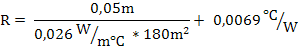 R = 0,05m / (0,026 W/m°C * 180m²) + 0,0069 °C/W